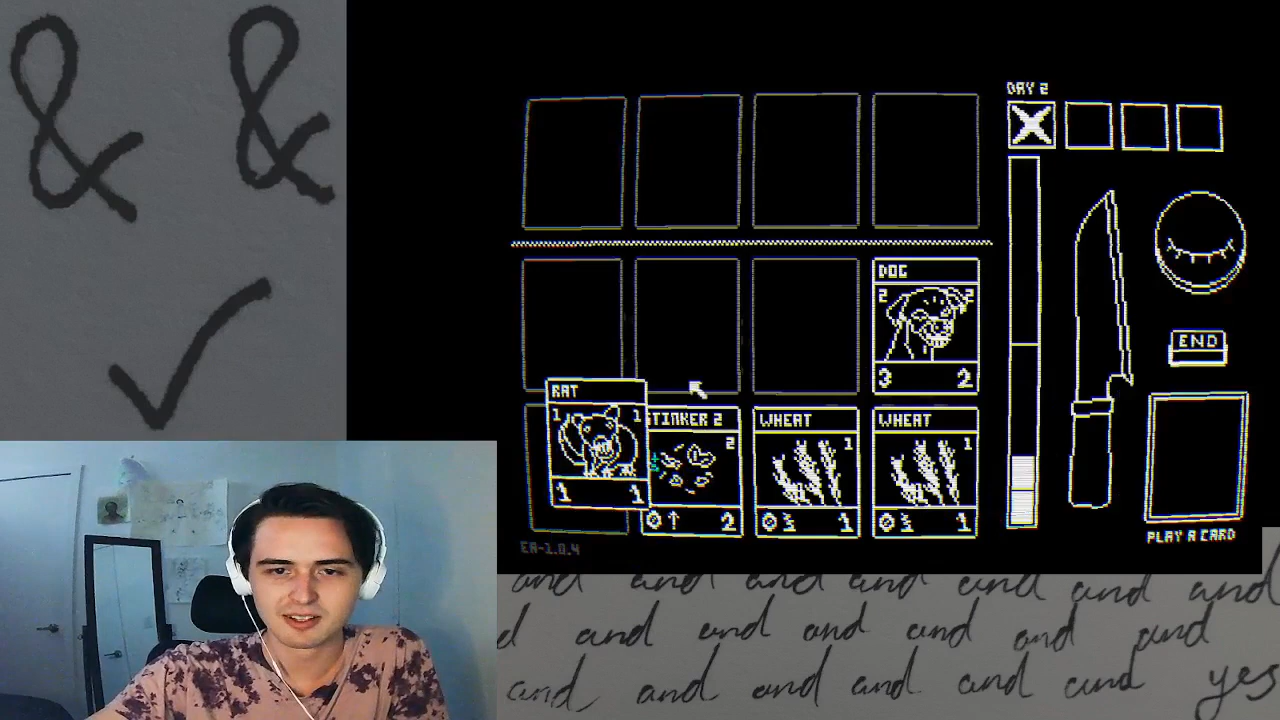 & &
DAY 2
DOG
2 2
3 2
RAT
1 1
1 1
STINKER 2
2
0 2
WHEAT
1
0 1
WHEAT
1
0 1
END
PLAY A CARD
EA-1.0.4
and and and and and and and
and and and and and and
and and and and and and yes